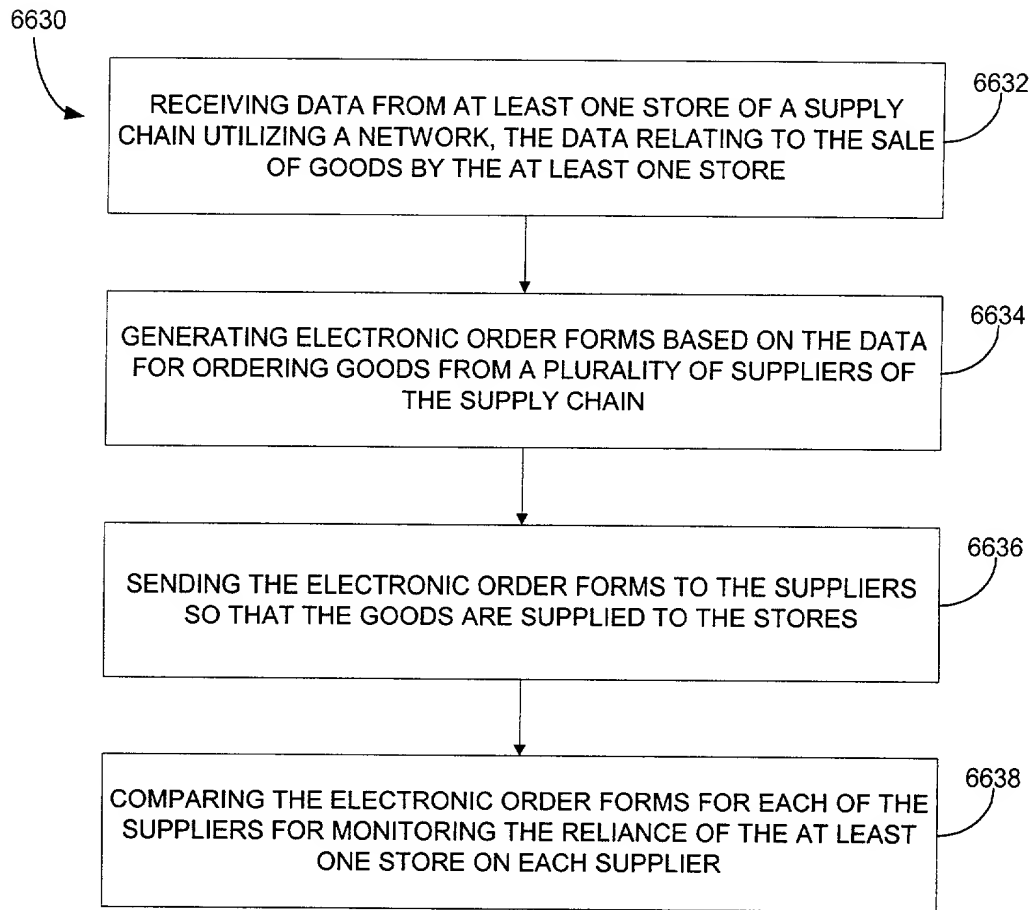 6630
RECEIVING DATA FROM AT LEAST ONE STORE OF A SUPPLY
CHAIN UTILIZING A NETWORK, THE DATA RELATING TO THE SALE
OF GOODS BY THE AT LEAST ONE STORE
6632
GENERATING ELECTRONIC ORDER FORMS BASED ON THE DATA
FOR ORDERING GOODS FROM A PLURALITY OF SUPPLIERS OF
THE SUPPLY CHAIN
6634
SENDING THE ELECTRONIC ORDER FORMS TO THE SUPPLIERS
SO THAT THE GOODS ARE SUPPLIED TO THE STORES
6636
COMPARING THE ELECTRONIC ORDER FORMS FOR EACH OF THE
SUPPLIERS FOR MONITORING THE RELIANCE OF THE AT LEAST
ONE STORE ON EACH SUPPLIER
6638